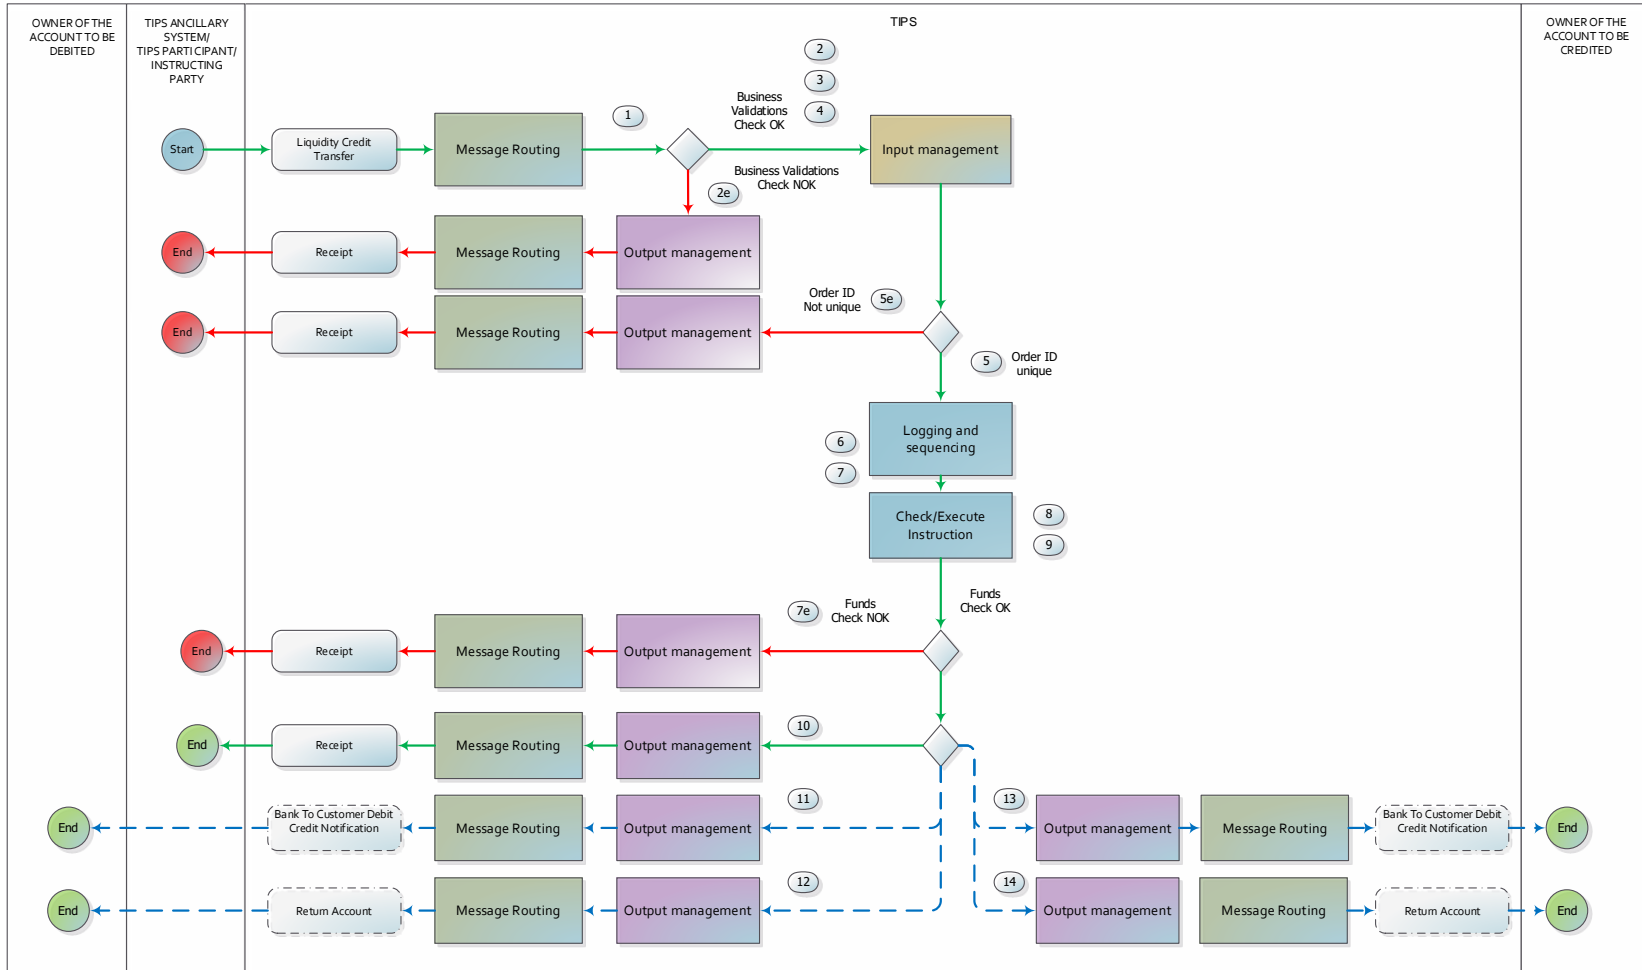 OWNER OF THE
ACCOUNT TO BE
DEBITED
TIPS ANCILLARY
SYSTEM/
TIPS PARTICIPANT/
INSTRUCTING
PARTY
TIPS
OWNER OF THE
ACCOUNT TO BE
CREDITED
2
3
4
Business
Validations
Check OK
1
Start
Liquidity Credit
Transfer
Message Routing
Input management
Business Validations
Check NOK
2e
End
Receipt
Message Routing
Output management
Order ID
Not unique
5e
End
Receipt
Message Routing
Output management
5
Order ID
unique
Logging and
sequencing
6
7
Check/Execute
Instruction
8
9
Funds
Check OK
7e
Funds
Check NOK
End
Receipt
Message Routing
Output management
10
End
Receipt
Message Routing
Output management
11
13
End
Bank To Customer Debit
Credit Notification
Message Routing
Output management
Output management
Message Routing
Bank To Customer Debit
Credit Notification
End
12
14
End
Return Account
Message Routing
Output management
Output management
Message Routing
Return Account
End